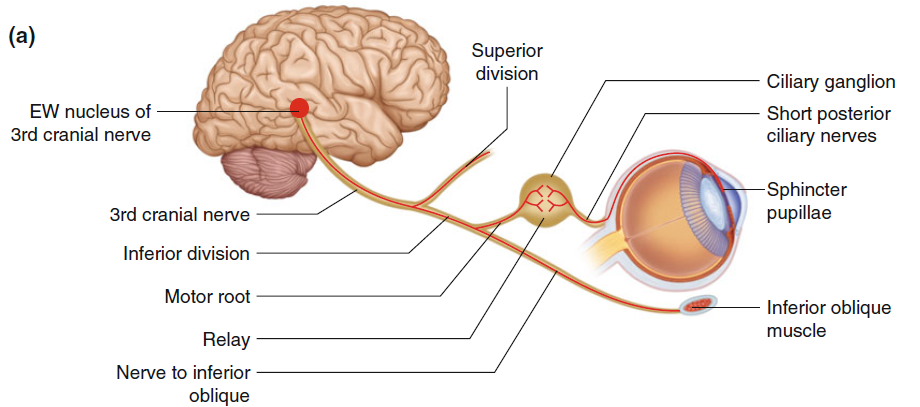 (a)
EW nucleus of
3rd cranial nerve
3rd cranial nerve
Inferior division
Motor root
Relay
Nerve to inferior
oblique
Superior
division
Ciliary ganglion
Short posterior
ciliary nerves
Sphincter
pupillae
Inferior oblique
muscle